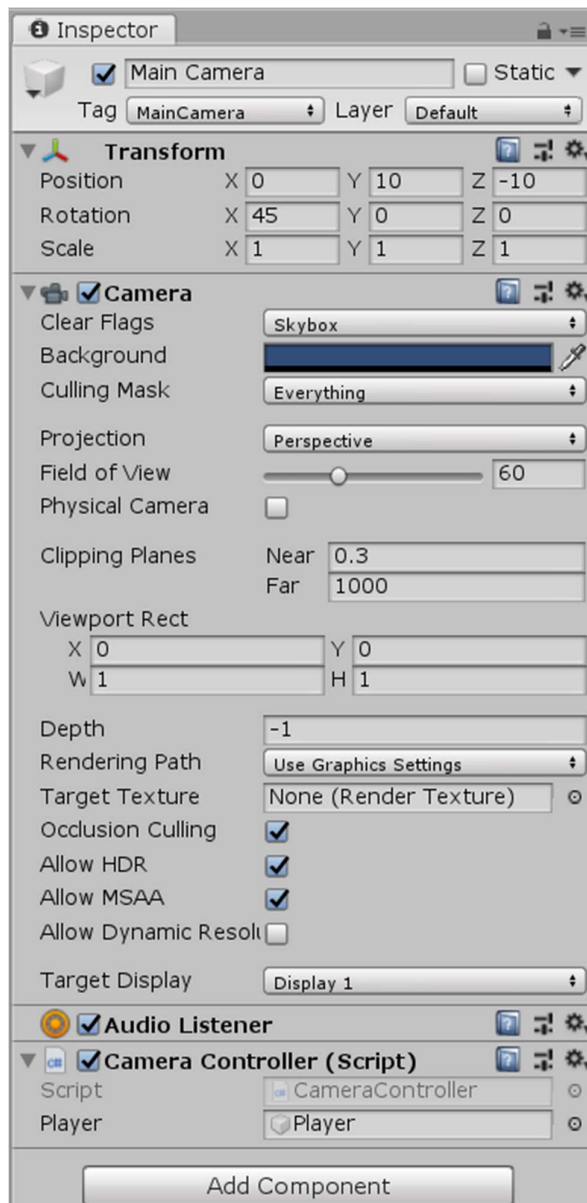 Inspector
Main Camera Static
Tag MainCamera Layer Default
Transform
Position X 0 Y 10 Z -10
Rotation X 45 Y 0 Z 0
Scale X 1 Y 1 Z 1
Camera
Clear Flags Skybox
Background
Culling Mask Everything
Projection Perspective
Field of View 60
Physical Camera
Clipping Planes Near 0.3
Far 1000
Viewport Rect
X 0 Y 0
W 1 H 1
Depth -1
Rendering Path Use Graphics Settings
Target Texture None (Render Texture)
Occlusion Culling
Allow HDR
Allow MSAA
Allow Dynamic Resolu
Target Display Display 1
Audio Listener
Camera Controller (Script)
Script CameraController
Player Player
Add Component